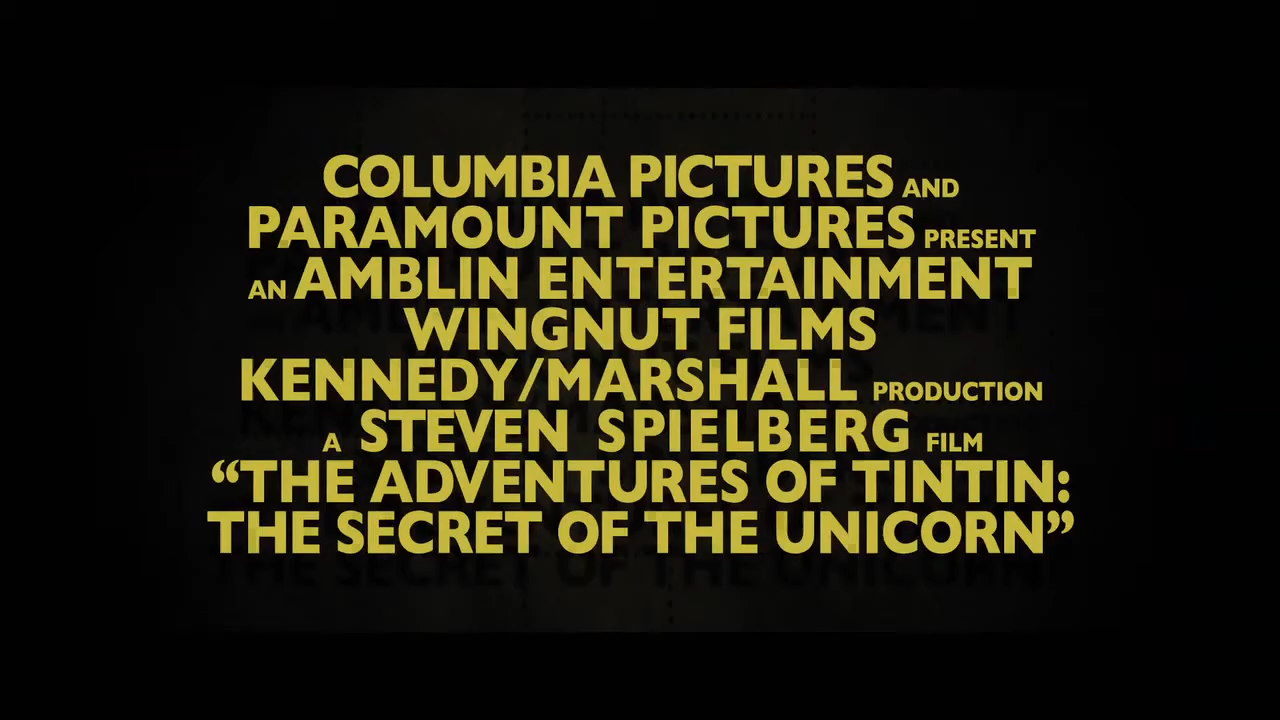 COLUMBIA PICTURES AND
PARAMOUNT PICTURES PRESENT
AN AMBLIN ENTERTAINMENT
WINGNUT FILMS
KENNEDY/MARSHALL PRODUCTION
A STEVEN SPIELBERG FILM
“THE ADVENTURES OF TINTIN:
THE SECRET OF THE UNICORN”